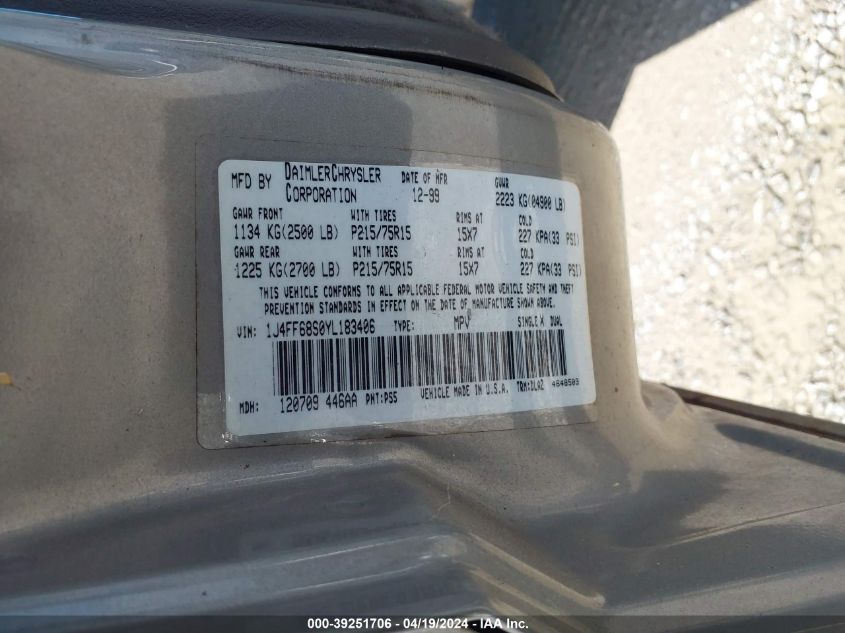 MFD BY DAIMLERCHRYSLER CORPORATION DATE OF MFR 12-99 GVWR 2223 KG(04900 LB)
GAWR FRONT WITH TIRES RIMS AT COLD
1134 KG(2500 LB) P215/75R15 15X7 227 KPA(33 PSI)
GAWR REAR WITH TIRES RIMS AT COLD
1225 KG(2700 LB) P215/75R15 15X7 227 KPA(33 PSI)
THIS VEHICLE CONFORMS TO ALL APPLICABLE FEDERAL MOTOR VEHICLE SAFETY AND THEFT
PREVENTION STANDARDS IN EFFECT ON THE DATE OF MANUFACTURE SHOWN ABOVE.
VIN: 1J4FF68S0YL183406 TYPE: MPV SINGLE X DUAL
MDH: 120709 446AA PNT:PS5 VEHICLE MADE IN U.S.A. TRM:DLAZ 4648503
000-39251706 - 04/19/2024 - IAA Inc.